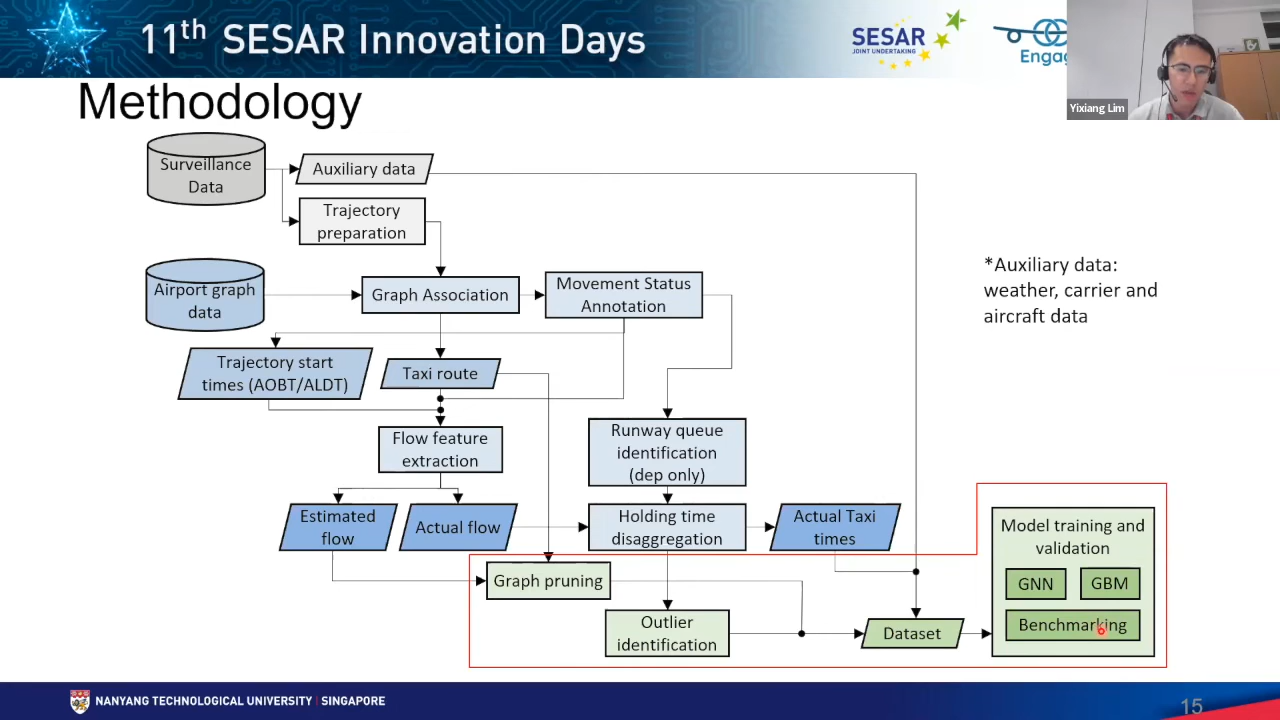 11th SESAR Innovation Days
SESAR
JOINT UNDERTAKING
Engag
Yixiang Lim
Methodology
Surveillance
Data
Auxiliary data
Trajectory
preparation
Airport graph
data
Graph Association
Movement Status
Annotation
*Auxiliary data:
weather, carrier and
aircraft data
Trajectory start
times (AOBT/ALDT)
Taxi route
Flow feature
extraction
Runway queue
identification
(dep only)
Estimated
flow
Actual flow
Holding time
disaggregation
Actual Taxi
times
Model training and
validation
GNN
GBM
Benchmarking
Graph pruning
Outlier
identification
Dataset
NANYANG TECHNOLOGICAL UNIVERSITY | SINGAPORE
15